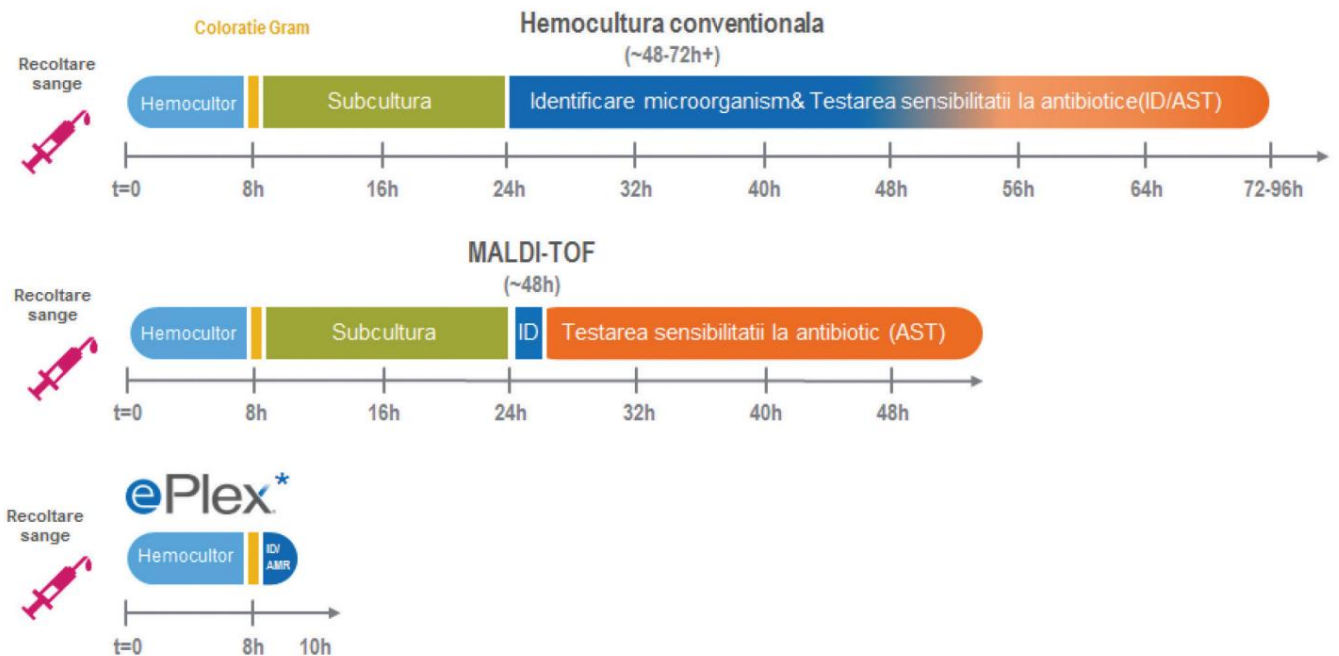 Coloratie Gram
Hemocultura conventionala
(~48-72h+)
Recoltare
sange
Hemocultor
Subcultura
Identificare microorganism& Testarea sensibilitatii la antibiotice(ID/AST)
t=0 8h 16h 24h 32h 40h 48h 56h 64h 72-96h
MALDI-TOF
(~48h)
Recoltare
sange
Hemocultor
Subcultura
ID
Testarea sensibilitatii la antibiotic (AST)
t=0 8h 16h 24h 32h 40h 48h
ePlex*
Recoltare
sange
Hemocultor
ID/
AMR
t=0 8h 10h